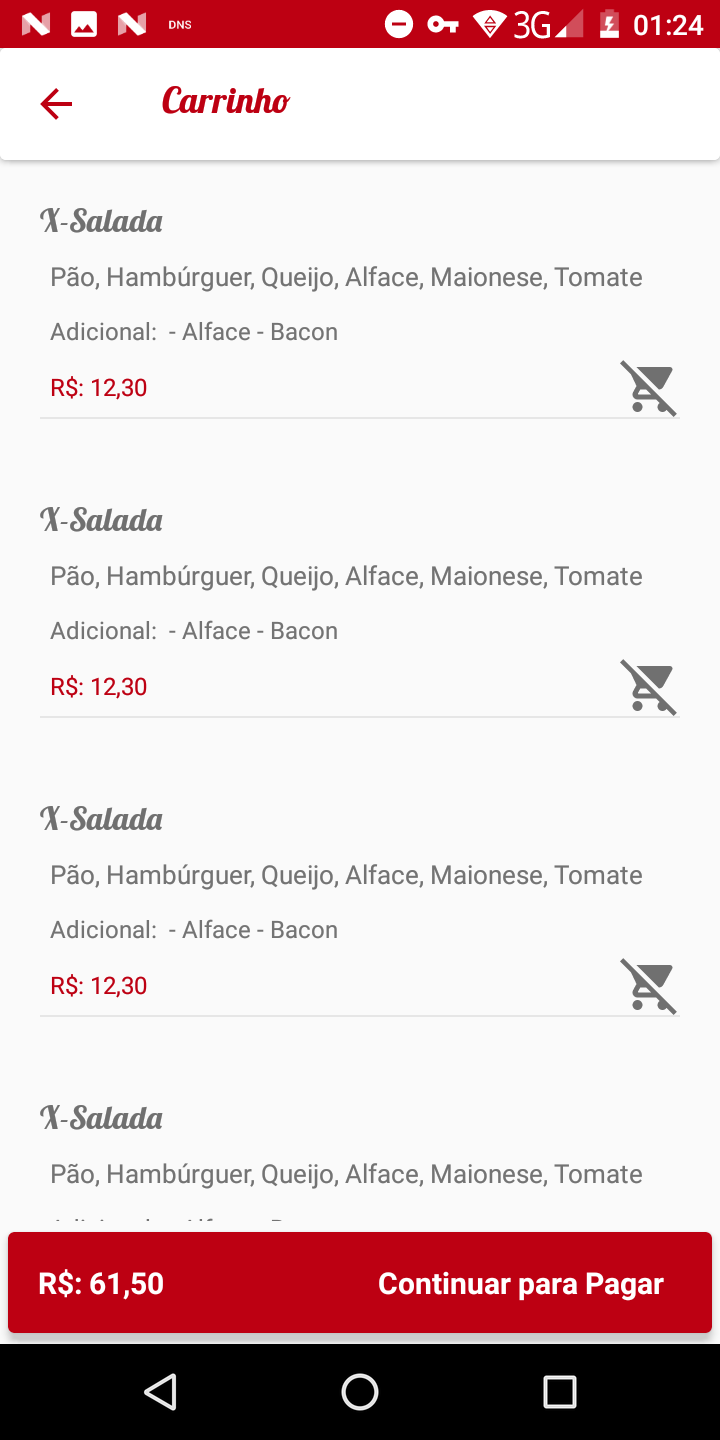 DNS 3G 01:24
Carrinho
X-Salada
Pão, Hambúrguer, Queijo, Alface, Maionese, Tomate
Adicional: - Alface - Bacon
R$: 12,30
X-Salada
Pão, Hambúrguer, Queijo, Alface, Maionese, Tomate
Adicional: - Alface - Bacon
R$: 12,30
X-Salada
Pão, Hambúrguer, Queijo, Alface, Maionese, Tomate
Adicional: - Alface - Bacon
R$: 12,30
X-Salada
Pão, Hambúrguer, Queijo, Alface, Maionese, Tomate
R$: 61,50 Continuar para Pagar